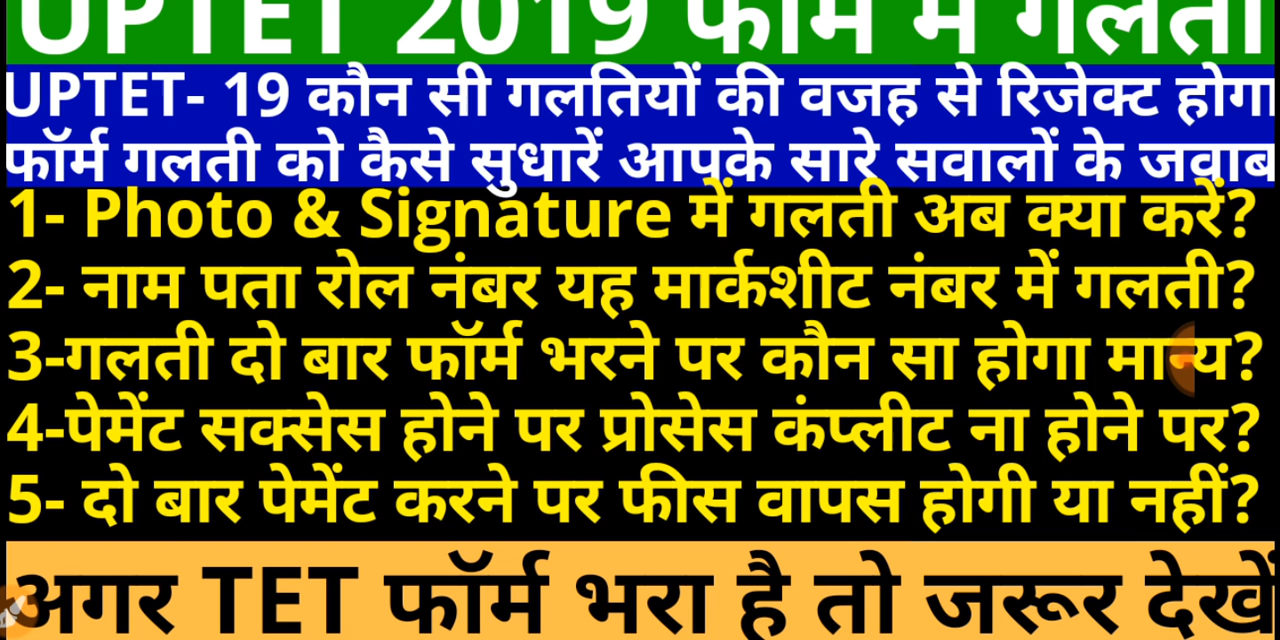 UPTET 2019 फॉर्म में गलती
UPTET- 19 कौन सी गलतियों की वजह से रिजेक्ट होगा
फॉर्म गलती को कैसे सुधारें आपके सारे सवालों के जवाब
1- Photo & Signature में गलती अब क्या करें?
2- नाम पता रोल नंबर यह मार्कशीट नंबर में गलती?
3-गलती दो बार फॉर्म भरने पर कौन सा होगा मान्य?
4-पेमेंट सक्सेस होने पर प्रोसेस कंप्लीट ना होने पर?
5- दो बार पेमेंट करने पर फीस वापस होगी या नहीं?
अगर TET फॉर्म भरा है तो जरूर देखें